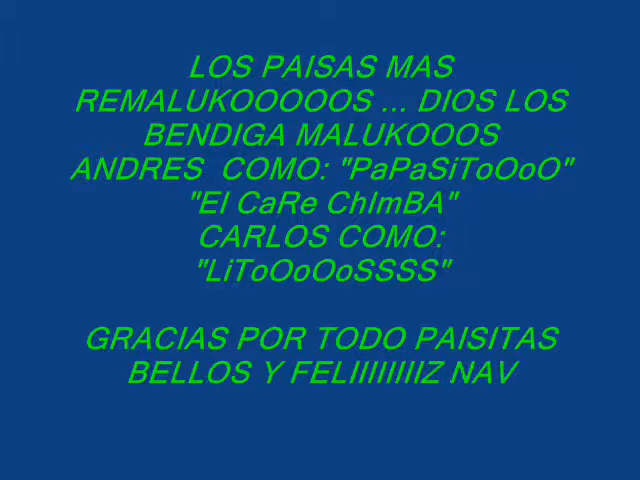 LOS PAISAS MAS
REMALUKOOOOOS ... DIOS LOS
BENDIGA MALUKOOOS
ANDRES  COMO: "PaPaSiToOoO"
"El CaRe ChImBA"
CARLOS COMO:
"LiToOoOoSSSS"
GRACIAS POR TODO PAISITAS
BELLOS Y FELIIIIIIIIZ NAV